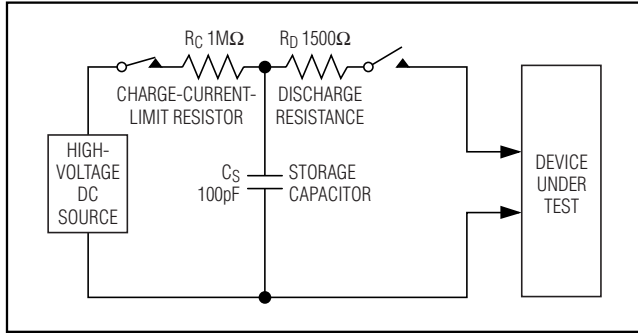 RC 1MΩ
RD 1500Ω
CHARGE-CURRENT-
LIMIT RESISTOR
DISCHARGE
RESISTANCE
HIGH-
VOLTAGE
DC
SOURCE
CS
100pF
STORAGE
CAPACITOR
DEVICE
UNDER
TEST